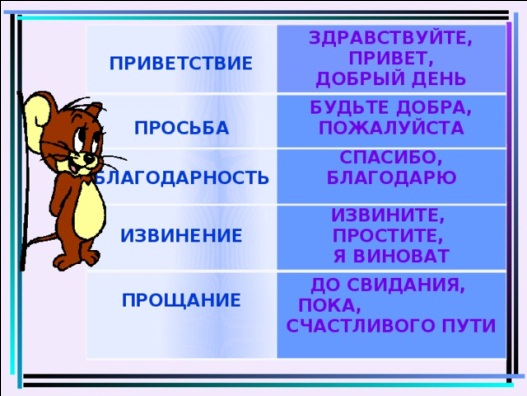 ПРИВЕТСТВИЕ
ЗДРАВСТВУЙТЕ,
ПРИВЕТ,
ДОБРЫЙ ДЕНЬ
ПРОСЬБА
БУДЬТЕ ДОБРА,
ПОЖАЛУЙСТА
БЛАГОДАРНОСТЬ
СПАСИБО,
БЛАГОДАРЮ
ИЗВИНЕНИЕ
ИЗВИНИТЕ,
ПРОСТИТЕ,
Я ВИНОВАТ
ПРОЩАНИЕ
ДО СВИДАНИЯ,
ПОКА,
СЧАСТЛИВОГО ПУТИ